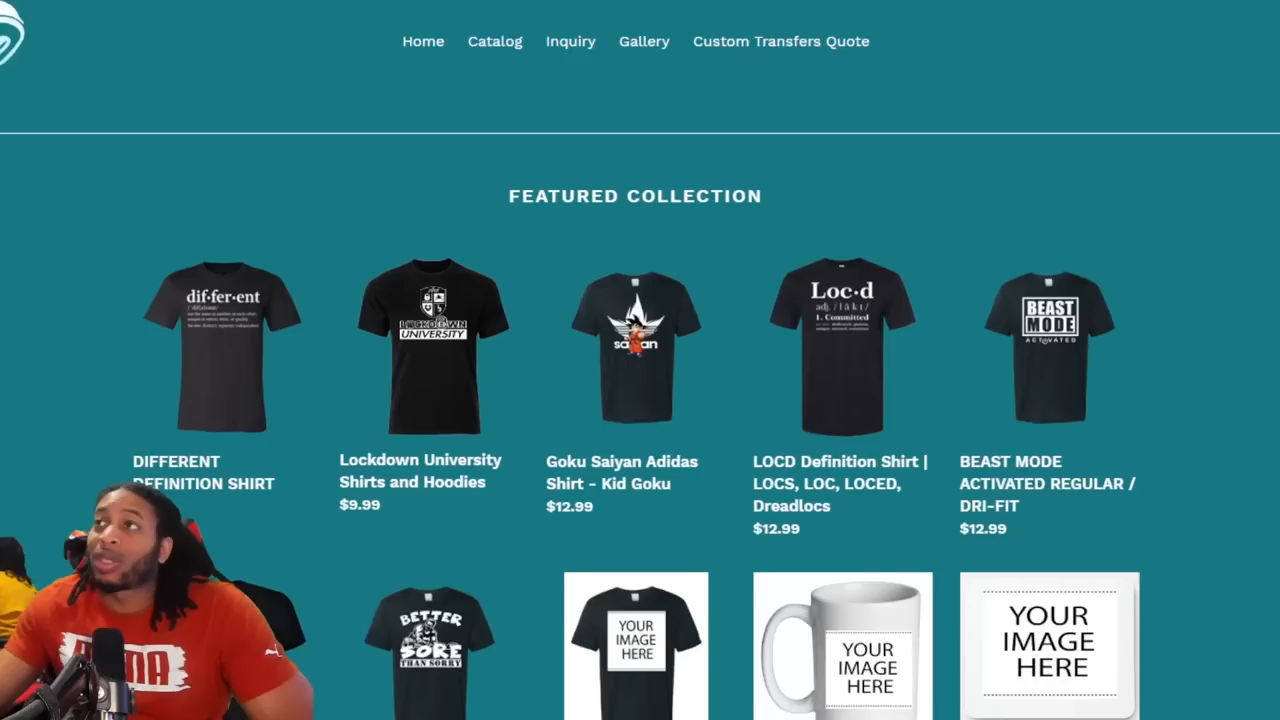 Home Catalog Inquiry Gallery Custom Transfers Quote
FEATURED COLLECTION
dif·fer·ent
LOCKDOWN
UNIVERSITY
sa an
Loc·d
adj.
1. Committed
BEAST
MODE
ACTIVATED
DIFFERENT
DEFINITION SHIRT
Lockdown University
Shirts and Hoodies
$9.99
Goku Saiyan Adidas
Shirt - Kid Goku
$12.99
LOCD Definition Shirt |
LOCS, LOC, LOCED,
Dreadlocs
$12.99
BEAST MODE
ACTIVATED REGULAR /
DRI-FIT
$12.99
BETTER
SORE
THAN SORRY
YOUR
IMAGE
HERE
YOUR
IMAGE
HERE
YOUR
IMAGE
HERE